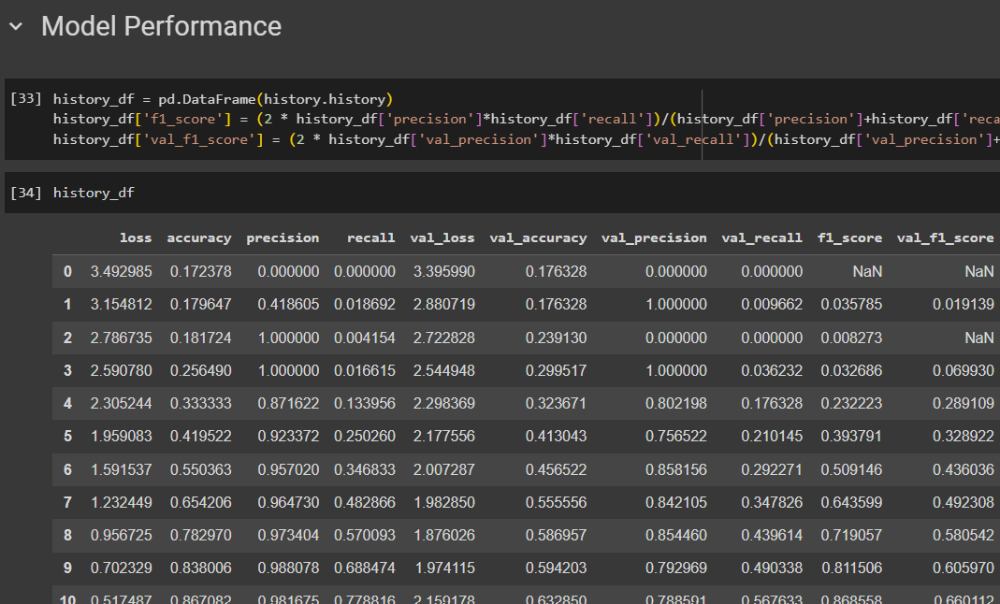 Model Performance
[33] history_df = pd.DataFrame(history.history)
history_df['f1_score'] = (2 * history_df['precision']*history_df['recall'])/(history_df['precision']+history_df['reca
history_df['val_f1_score'] = (2 * history_df['val_precision']*history_df['val_recall'])/(history_df['val_precision']+
[34] history_df
loss accuracy precision recall val_loss val_accuracy val_precision val_recall f1_score val_f1_score
0 3.492985 0.172378 0.000000 0.000000 3.395990 0.176328 0.000000 0.000000 NaN NaN
1 3.154812 0.179647 0.418605 0.018692 2.880719 0.176328 1.000000 0.009662 0.035785 0.019139
2 2.786735 0.181724 1.000000 0.004154 2.722828 0.239130 0.000000 0.000000 0.008273 NaN
3 2.590780 0.256490 1.000000 0.016615 2.544948 0.299517 1.000000 0.036232 0.032686 0.069930
4 2.305244 0.333333 0.871622 0.133956 2.298369 0.323671 0.802198 0.176328 0.232223 0.289109
5 1.959083 0.419522 0.923372 0.250260 2.177556 0.413043 0.756522 0.210145 0.393791 0.328922
6 1.591537 0.550363 0.957020 0.346833 2.007287 0.456522 0.858156 0.292271 0.509146 0.436036
7 1.232449 0.654206 0.964730 0.482866 1.982850 0.555556 0.842105 0.347826 0.643599 0.492308
8 0.956725 0.782970 0.973404 0.570093 1.876026 0.586957 0.854460 0.439614 0.719057 0.580542
9 0.702329 0.838006 0.988078 0.688474 1.974115 0.594203 0.792969 0.490338 0.811506 0.605970
10 0.517487 0.867082 0.981675 0.778816 2.159178 0.632850 0.788591 0.567633 0.868558 0.660112